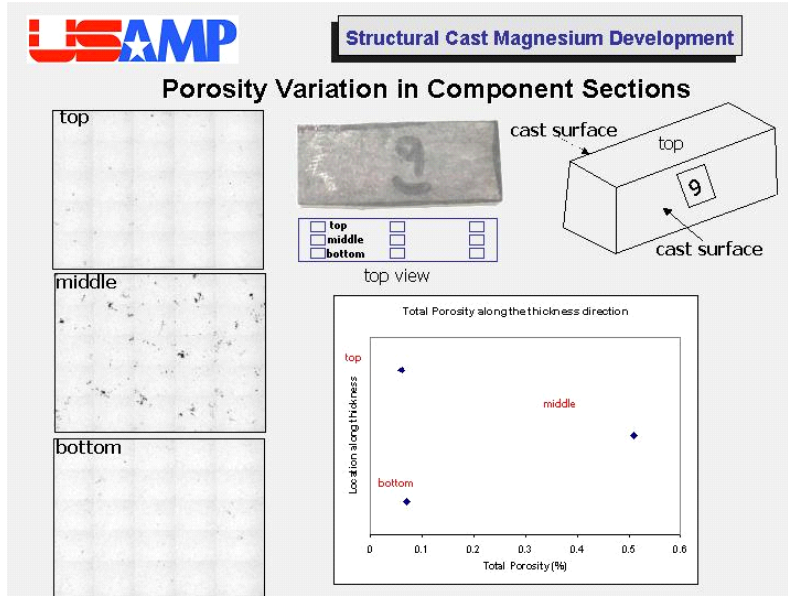 USAMP
Structural Cast Magnesium Development
Porosity Variation in Component Sections
top
middle
bottom
9
top
middle
bottom
top view
cast surface
top
9
cast surface
Total Porosity along the thickness direction
Location along thickness
top
middle
bottom
0
0.1
0.2
0.3
0.4
0.5
0.6
Total Porosity (%)